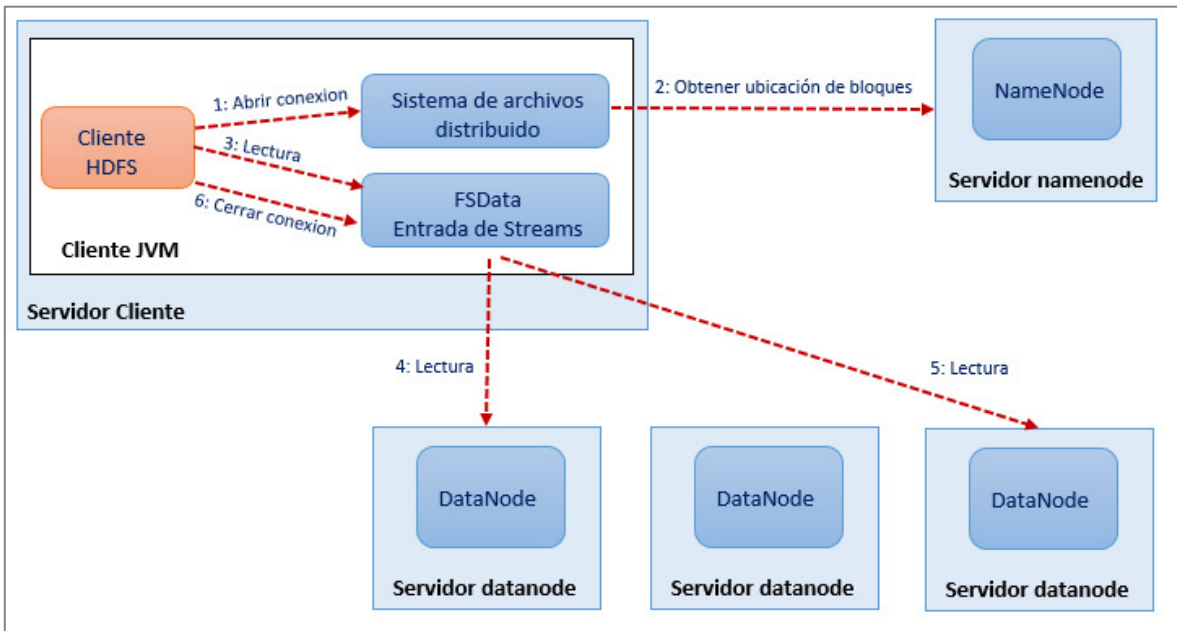 1: Abrir conexion
Sistema de archivos
distribuido
2: Obtener ubicación de bloques
NameNode
Servidor namenode
Cliente
HDFS
3: Lectura
6: Cerrar conexion
FSData
Entrada de Streams
Cliente JVM
Servidor Cliente
4: Lectura
5: Lectura
DataNode
Servidor datanode
DataNode
Servidor datanode
DataNode
Servidor datanode